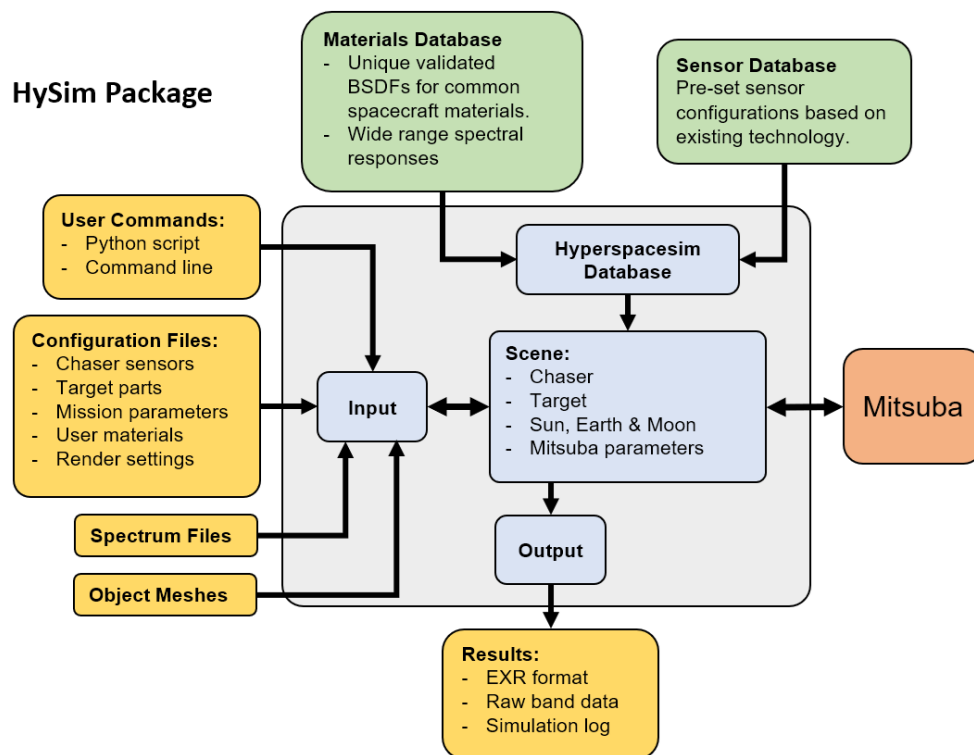 HySim Package
Materials Database
- Unique validated
BSDFs for common
spacecraft materials.
- Wide range spectral
responses
Sensor Database
Pre-set sensor
configurations based on
existing technology.
User Commands:
- Python script
- Command line
Hyperspacesim
Database
Configuration Files:
- Chaser sensors
- Target parts
- Mission parameters
- User materials
- Render settings
Input
Scene:
- Chaser
- Target
- Sun, Earth & Moon
- Mitsuba parameters
Mitsuba
Spectrum Files
Object Meshes
Output
Results:
- EXR format
- Raw band data
- Simulation log